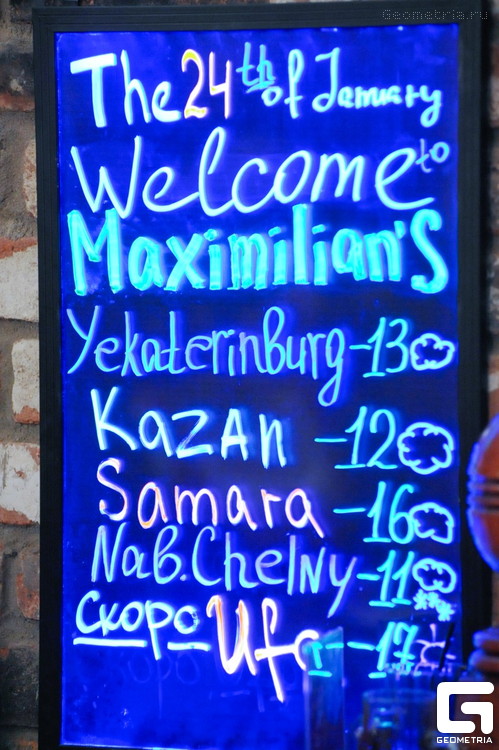 Geometria.ru
The 24th of January
Welcome to
Maximilian's
Yekaterinburg -13
Kazan -12
Samara -16
Nab.Chelny -11
скоро Ufa -17
GEOMETRIA